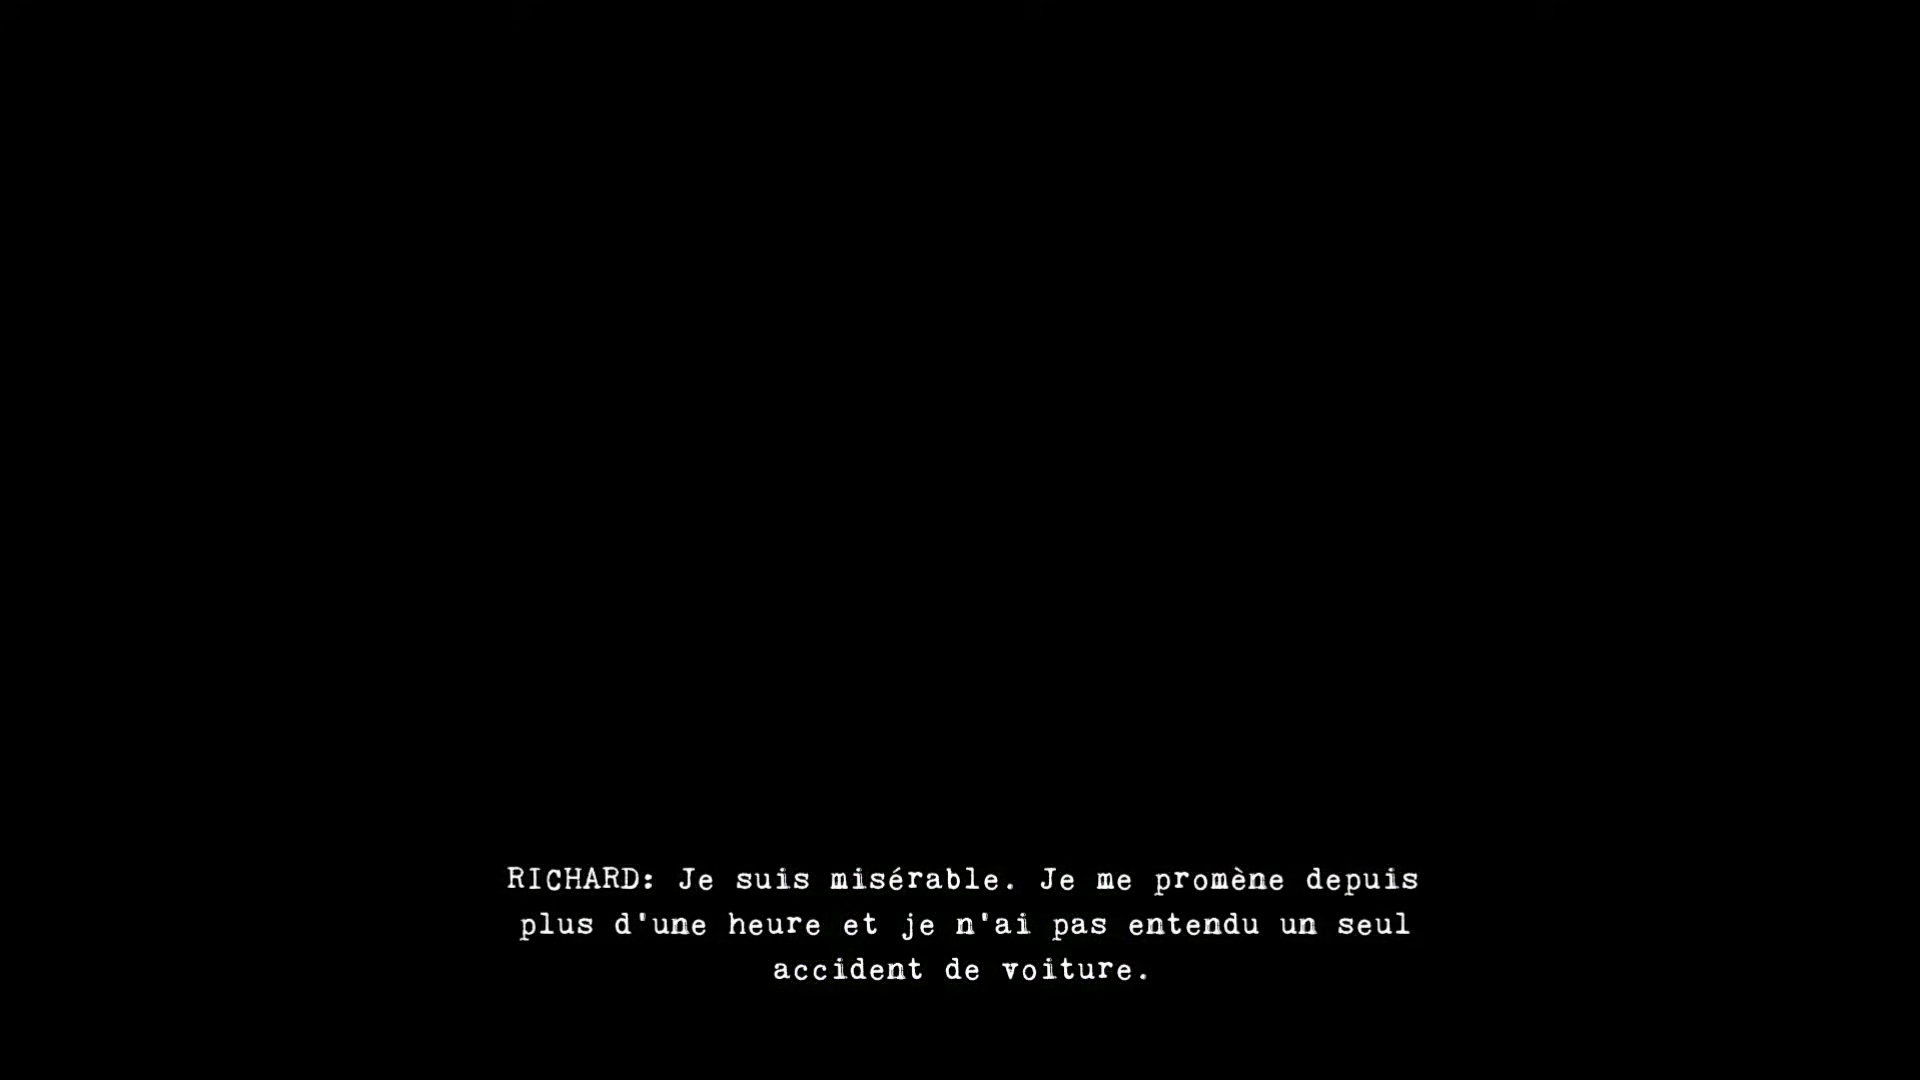 RICHARD: Je suis misérable. Je me promène depuis
plus d'une heure et je n'ai pas entendu un seul
accident de voiture.